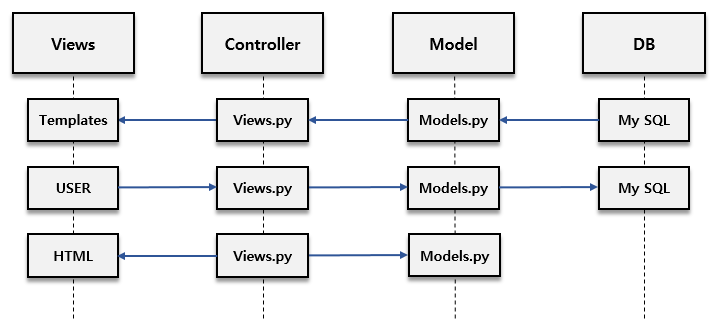 Views
Controller
Model
DB
Templates
Views.py
Models.py
My SQL
USER
Views.py
Models.py
My SQL
HTML
Views.py
Models.py